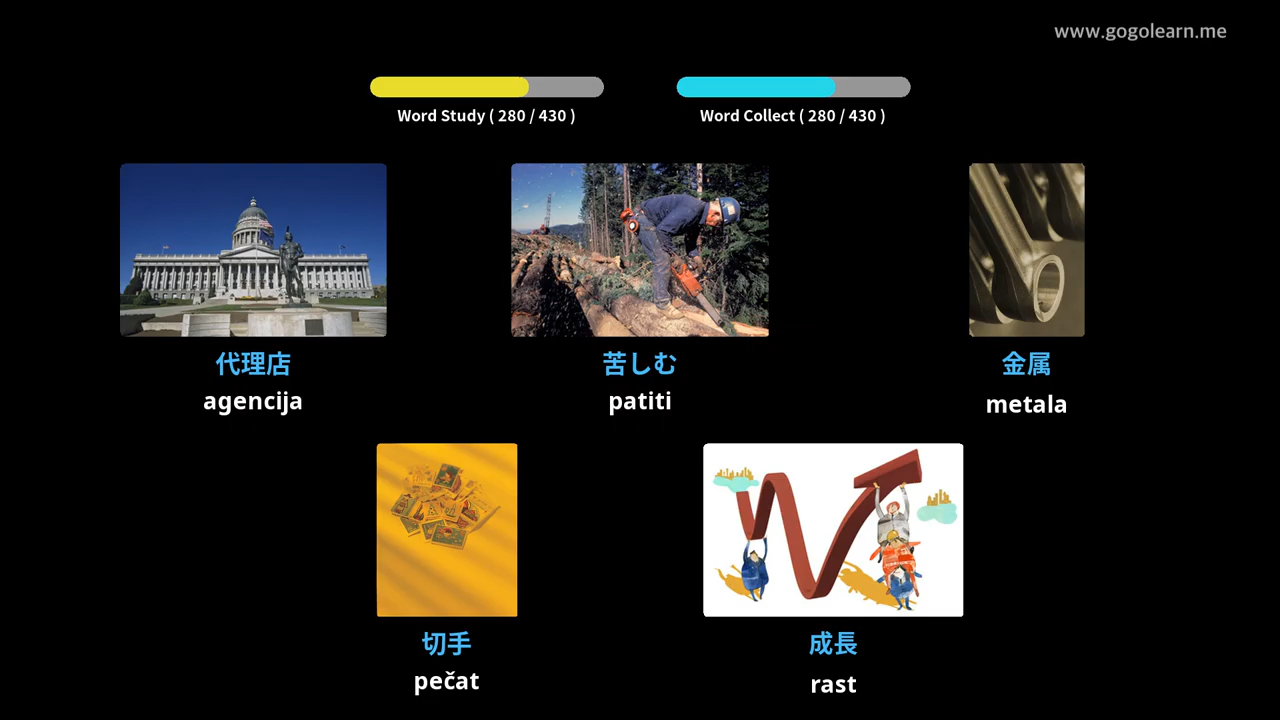 www.gogolearn.me
Word Study ( 280 / 430 )
Word Collect ( 280 / 430 )
代理店
agencija
苦しむ
patiti
金属
metala
切手
pečat
成長
rast